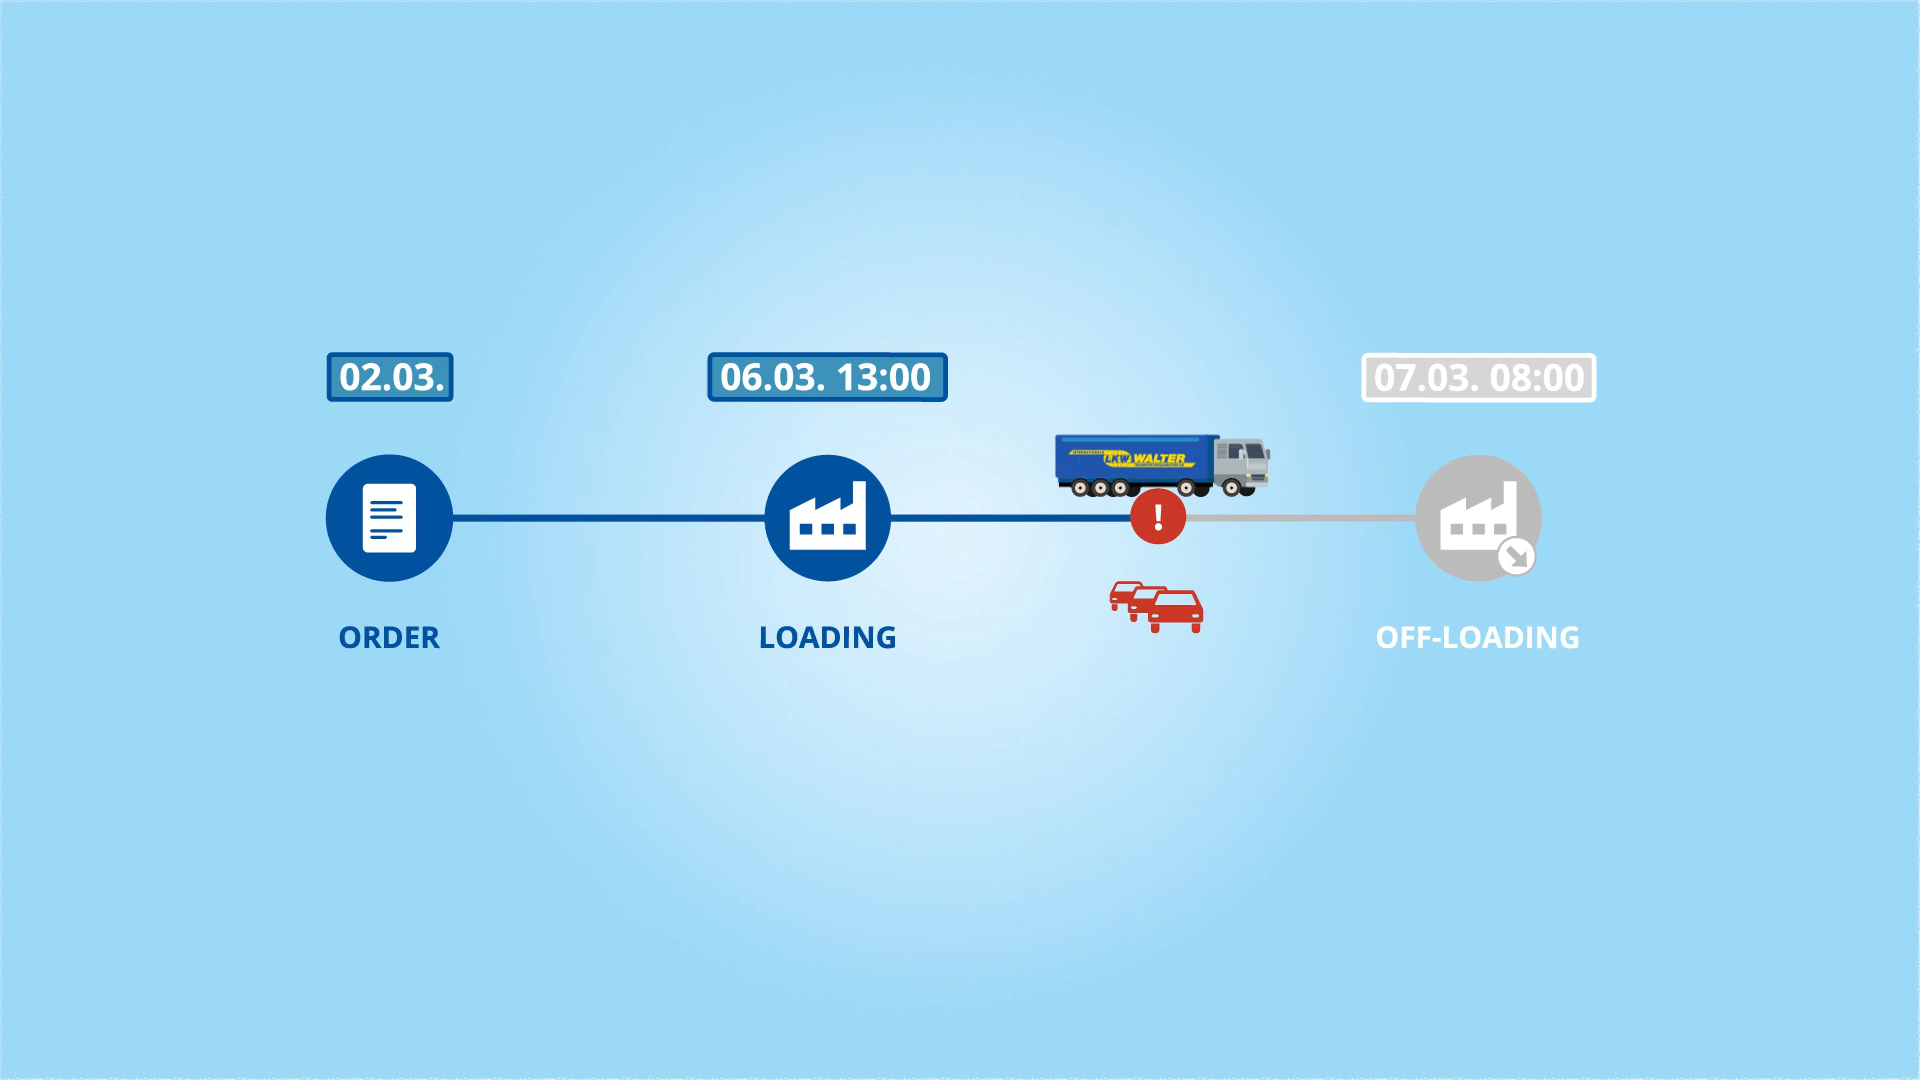 02.03.
06.03. 13:00
07.03. 08:00
LKW WALTER
!
ORDER
LOADING
OFF-LOADING